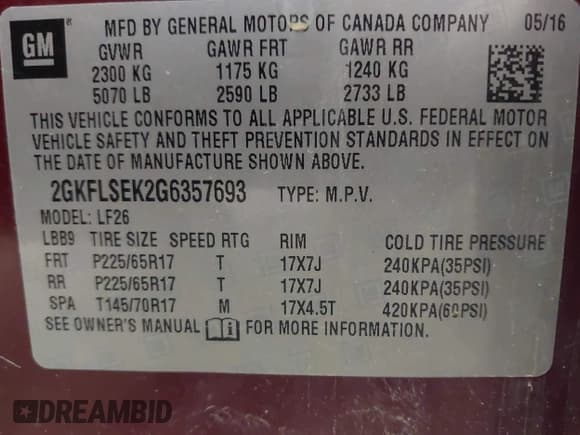 GM ® MFD BY GENERAL MOTORS OF CANADA COMPANY 05/16
GVWR GAWR FRT GAWR RR
2300 KG 1175 KG 1240 KG
5070 LB 2590 LB 2733 LB
THIS VEHICLE CONFORMS TO ALL APPLICABLE U.S. FEDERAL MOTOR
VEHICLE SAFETY AND THEFT PREVENTION STANDARDS IN EFFECT ON
THE DATE OF MANUFACTURE SHOWN ABOVE.
2GKFLSEK2G6357693 TYPE: M.P.V.
MODEL: LF26
LBB9 TIRE SIZE SPEED RTG RIM COLD TIRE PRESSURE
FRT P225/65R17 T 17X7J 240KPA(35PSI)
RR P225/65R17 T 17X7J 240KPA(35PSI)
SPA T145/70R17 M 17X4.5T 420KPA(60PSI)
SEE OWNER'S MANUAL FOR MORE INFORMATION.
DREAMBID